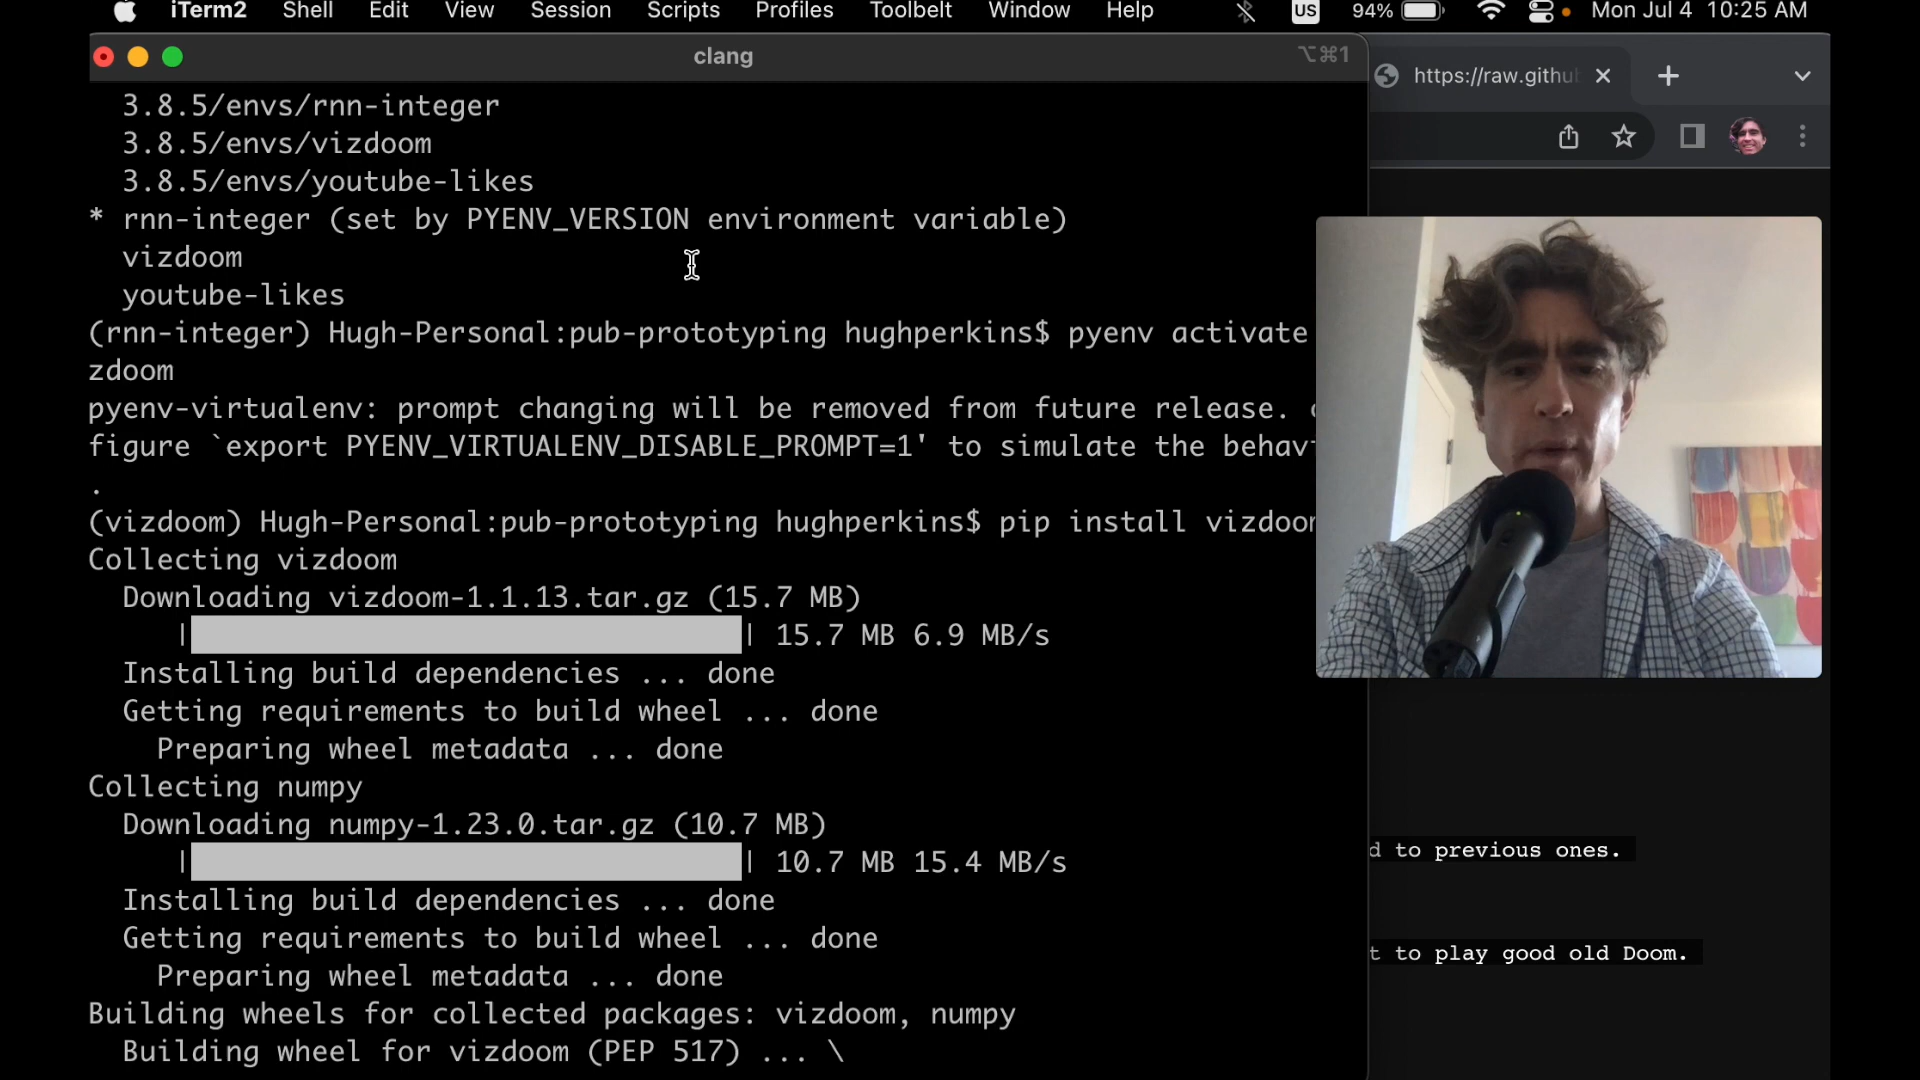 iTerm2 Shell Edit View Session Scripts Profiles Toolbelt Window Help US 94% Mon Jul 4 10:25 AM
clang ⌥⌘1
https://raw.githu
3.8.5/envs/rnn-integer
3.8.5/envs/vizdoom
3.8.5/envs/youtube-likes
* rnn-integer (set by PYENV_VERSION environment variable)
vizdoom
youtube-likes
(rnn-integer) Hugh-Personal:pub-prototyping hughperkins$ pyenv activate
zdoom
pyenv-virtualenv: prompt changing will be removed from future release.
figure `export PYENV_VIRTUALENV_DISABLE_PROMPT=1' to simulate the behav
.
(vizdoom) Hugh-Personal:pub-prototyping hughperkins$ pip install vizdoo
Collecting vizdoom
Downloading vizdoom-1.1.13.tar.gz (15.7 MB)
| | 15.7 MB 6.9 MB/s
Installing build dependencies ... done
Getting requirements to build wheel ... done
Preparing wheel metadata ... done
Collecting numpy
Downloading numpy-1.23.0.tar.gz (10.7 MB)
| | 10.7 MB 15.4 MB/s
Installing build dependencies ... done
Getting requirements to build wheel ... done
Preparing wheel metadata ... done
Building wheels for collected packages: vizdoom, numpy
Building wheel for vizdoom (PEP 517) ... \
d to previous ones.
t to play good old Doom.